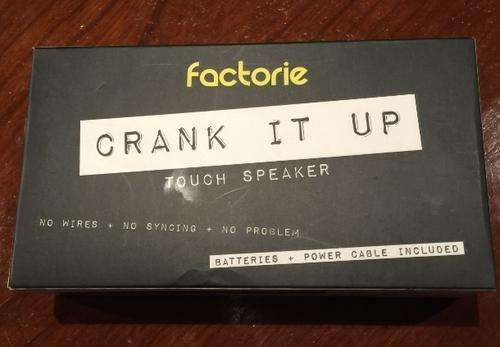 factorie
CRANK IT UP
TOUCH SPEAKER
NO WIRES + NO SYNCING + NO PROBLEM
BATTERIES + POWER CABLE INCLUDED